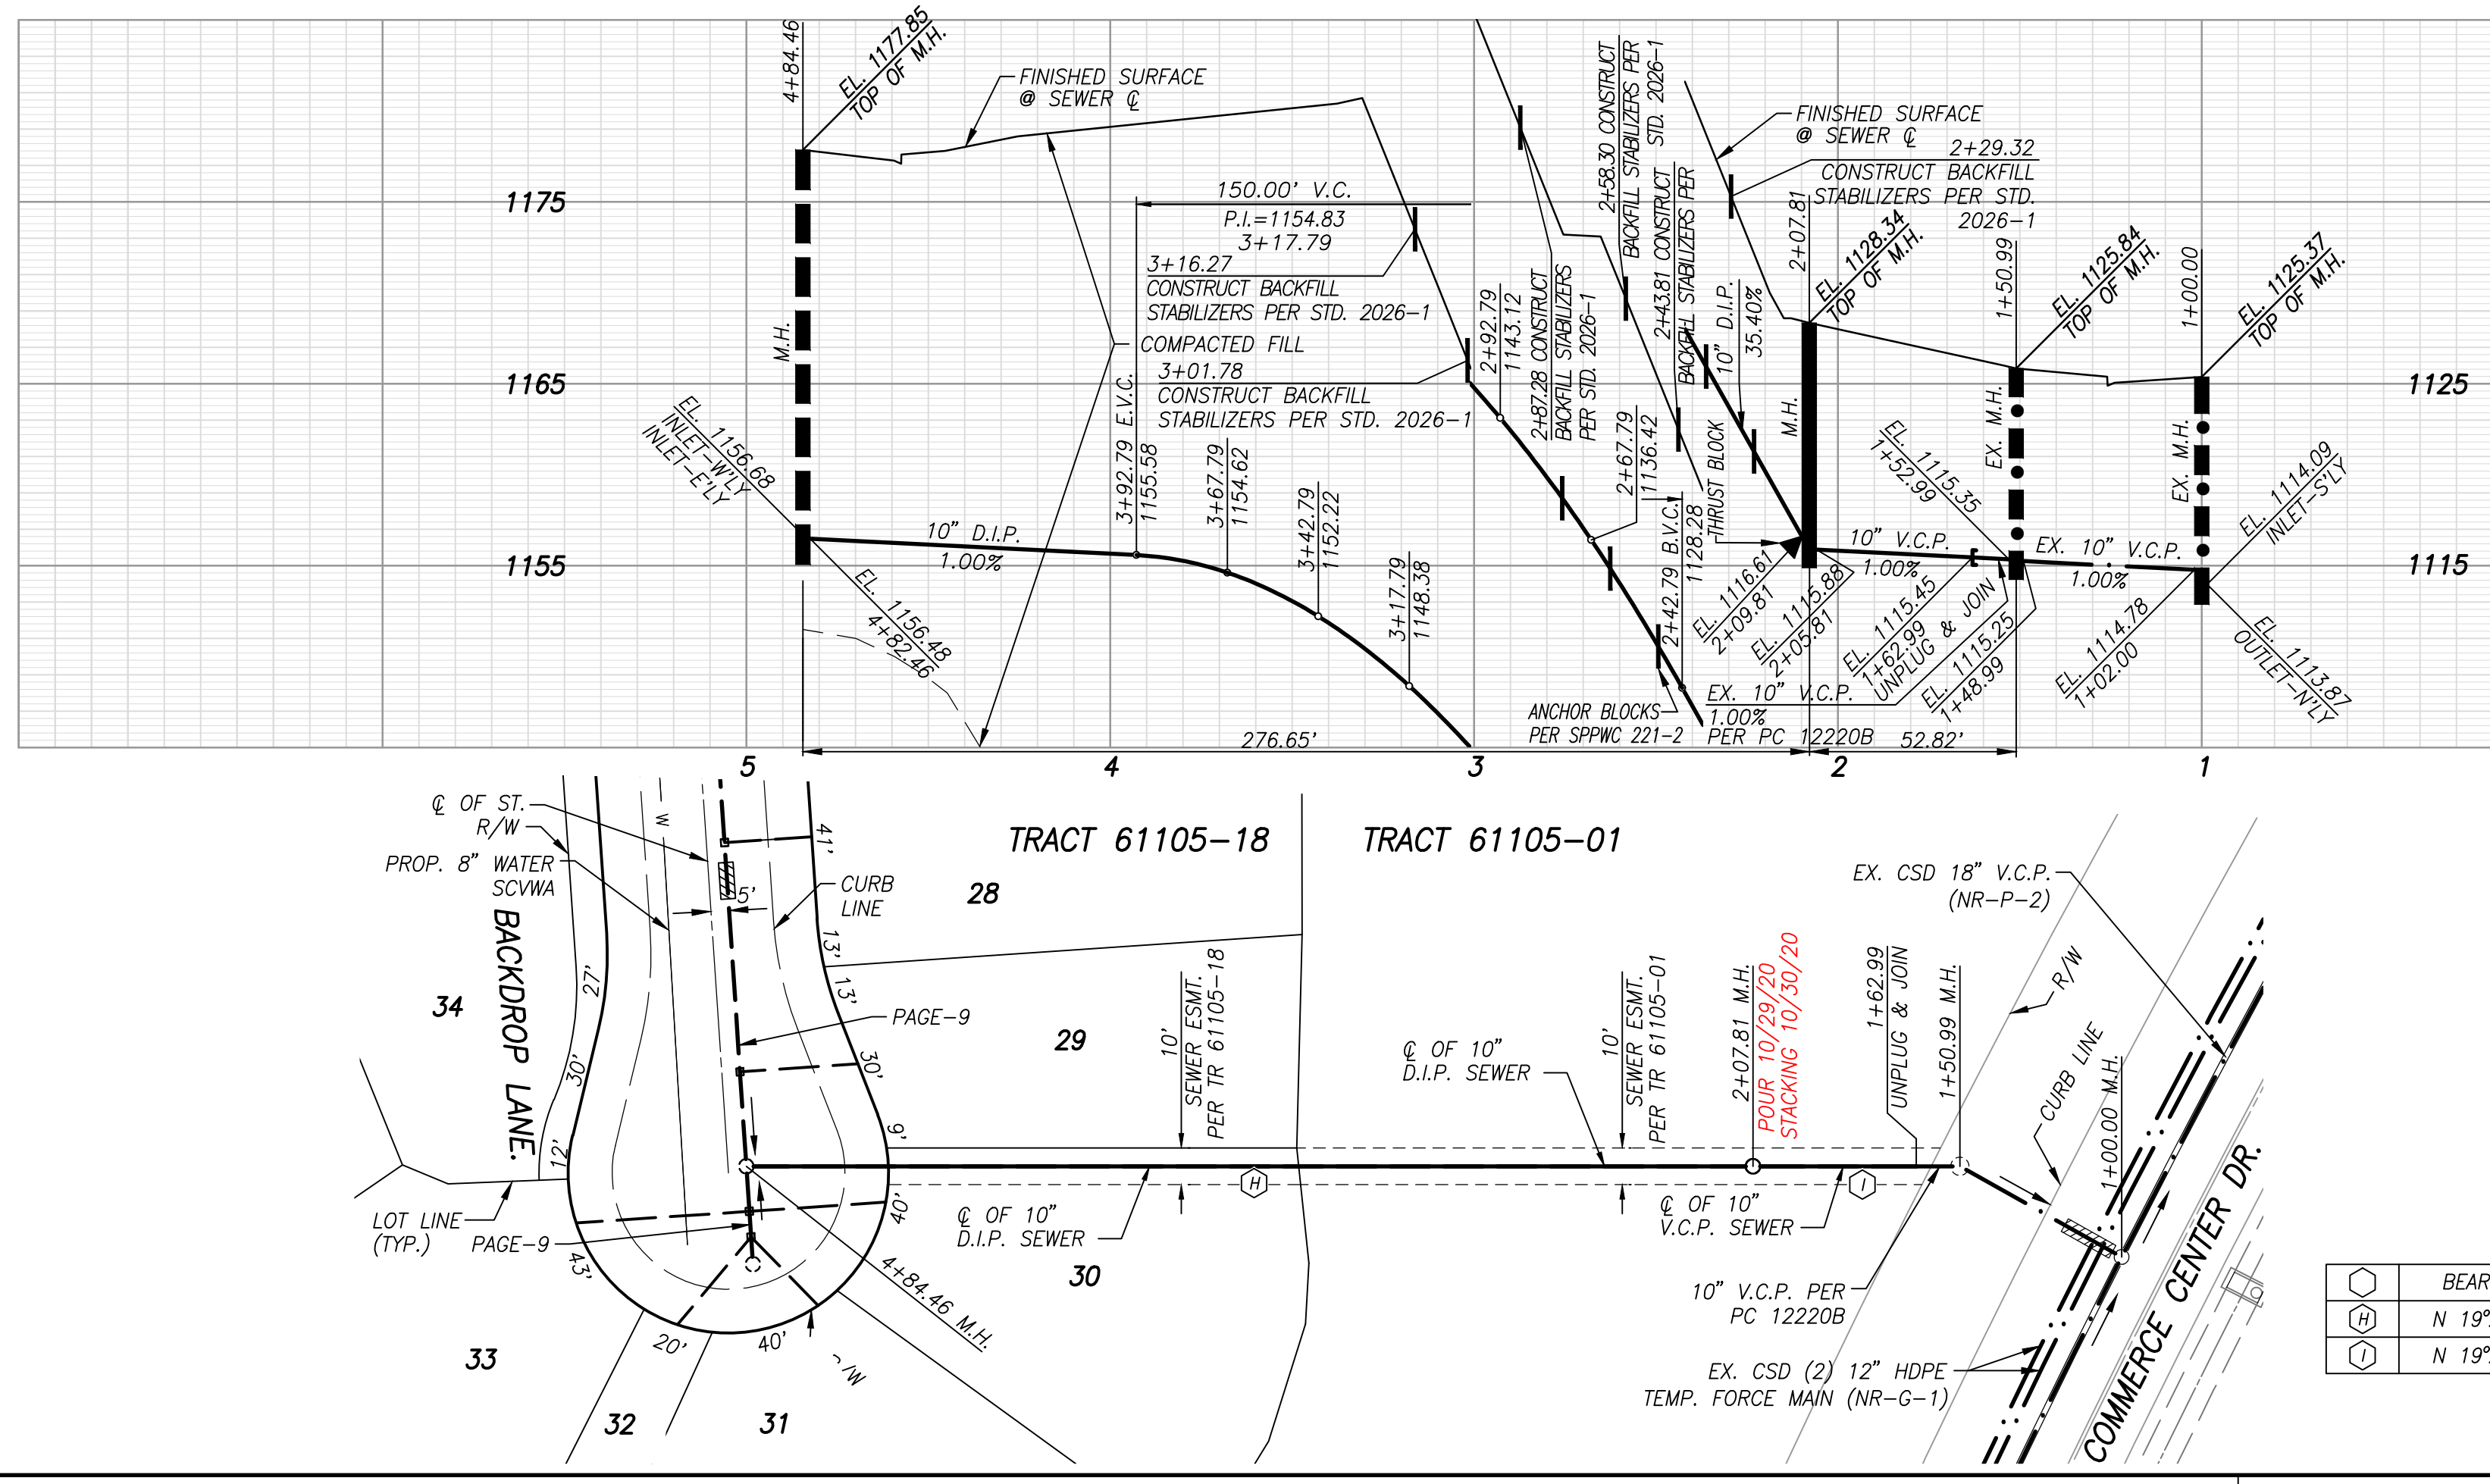 4+84.46
EL. 1177.85
TOP OF M.H.
FINISHED SURFACE
@ SEWER ℄
1175
1165
1155
M.H.
EL. 1156.68
INLET-W'LY
INLET-E'LY
10" D.I.P.
1.00%
EL. 1156.48
4+82.46
150.00' V.C.
P.I.=1154.83
3+17.79
3+16.27
CONSTRUCT BACKFILL
STABILIZERS PER STD. 2026-1
COMPACTED FILL
3+01.78
CONSTRUCT BACKFILL
STABILIZERS PER STD. 2026-1
3+92.79 E.V.C.
1155.58
3+67.79
1154.62
3+42.79
1152.22
3+17.79
1148.38
2+92.79
1143.12
2+87.28 CONSTRUCT
BACKFILL STABILIZERS
PER STD. 2026-1
2+58.30 CONSTRUCT
BACKFILL STABILIZERS PER
STD. 2026-1
2+43.81 CONSTRUCT
BACKFILL STABILIZERS PER
2+67.79
1136.42
2+42.79 B.V.C.
1128.28
THRUST BLOCK
10" D.I.P.
35.40%
FINISHED SURFACE
@ SEWER ℄
2+29.32
CONSTRUCT BACKFILL
STABILIZERS PER STD.
2026-1
2+07.81
EL. 1128.34
TOP OF M.H.
1+50.99
EL. 1125.84
TOP OF M.H.
1+00.00
EL. 1125.37
TOP OF M.H.
1125
1115
M.H.
EX. M.H.
EX. M.H.
EL. 1115.35
1+52.99
EL. 1114.09
INLET-S'LY
10" V.C.P.
1.00%
EX. 10" V.C.P.
1.00%
EL. 1116.61
2+09.81
EL. 1115.88
2+05.81
EL. 1115.45
1+62.99
UNPLUG & JOIN
EL. 1115.25
1+48.99
EL. 1114.78
1+02.00
EL. 1113.87
OUTLET-N'LY
EX. 10" V.C.P.
1.00%
PER PC 12220B
ANCHOR BLOCKS
PER SPPWC 221-2
276.65'
52.82'
5
4
3
2
1
℄ OF ST.
R/W
PROP. 8" WATER
SCVWA
W
5'
41'
CURB
LINE
BACKDROP LANE.
34
27'
30'
12'
13'
13'
30'
9'
40'
PAGE-9
LOT LINE
(TYP.)
PAGE-9
43'
20'
40'
33
32
31
4+84.46 M.H.
TRACT 61105-18
TRACT 61105-01
28
29
30
10'
SEWER ESMT.
PER TR 61105-18
℄ OF 10"
D.I.P. SEWER
H
℄ OF 10"
D.I.P. SEWER
10'
SEWER ESMT.
PER TR 61105-01
2+07.81 M.H.
POUR 10/29/20
STACKING 10/30/20
1+62.99
UNPLUG & JOIN
1+50.99 M.H.
I
℄ OF 10"
V.C.P. SEWER
EX. CSD 18" V.C.P.
(NR-P-2)
R/W
CURB LINE
1+00.00 M.H.
COMMERCE CENTER DR.
10" V.C.P. PER
PC 12220B
EX. CSD (2) 12" HDPE
TEMP. FORCE MAIN (NR-G-1)
BEAR
H N 19°
I N 19°